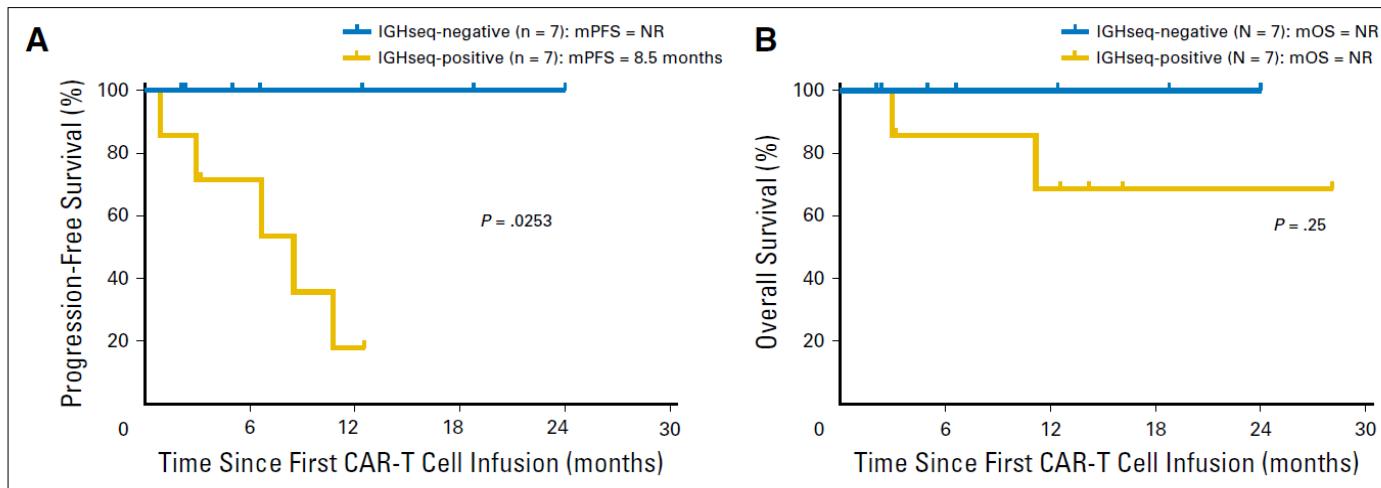 A
IGHseq-negative (n = 7): mPFS = NR
IGHseq-positive (n = 7): mPFS = 8.5 months
100
80
60
40
20
0
6
12
18
24
30
Progression-Free Survival (%)
P = .0253
Time Since First CAR-T Cell Infusion (months)
B
IGHseq-negative (N = 7): mOS = NR
IGHseq-positive (N = 7): mOS = NR
100
80
60
40
20
0
6
12
18
24
30
Overall Survival (%)
P = .25
Time Since First CAR-T Cell Infusion (months)